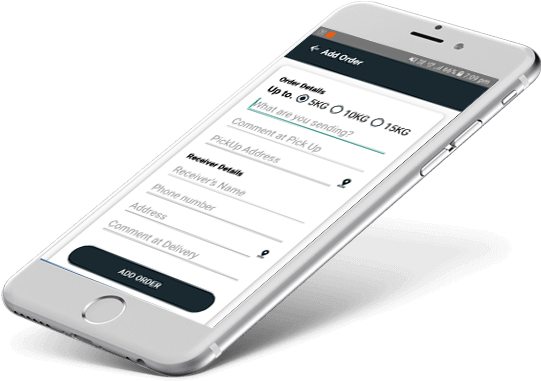 7:09 pm
Add Order
Order Details
Up to. 5KG 10KG 15KG
What are you sending?
Comment at Pick Up
PickUp Address
Receiver Details
Receiver's Name
Phone number
Address
Comment at Delivery
ADD ORDER